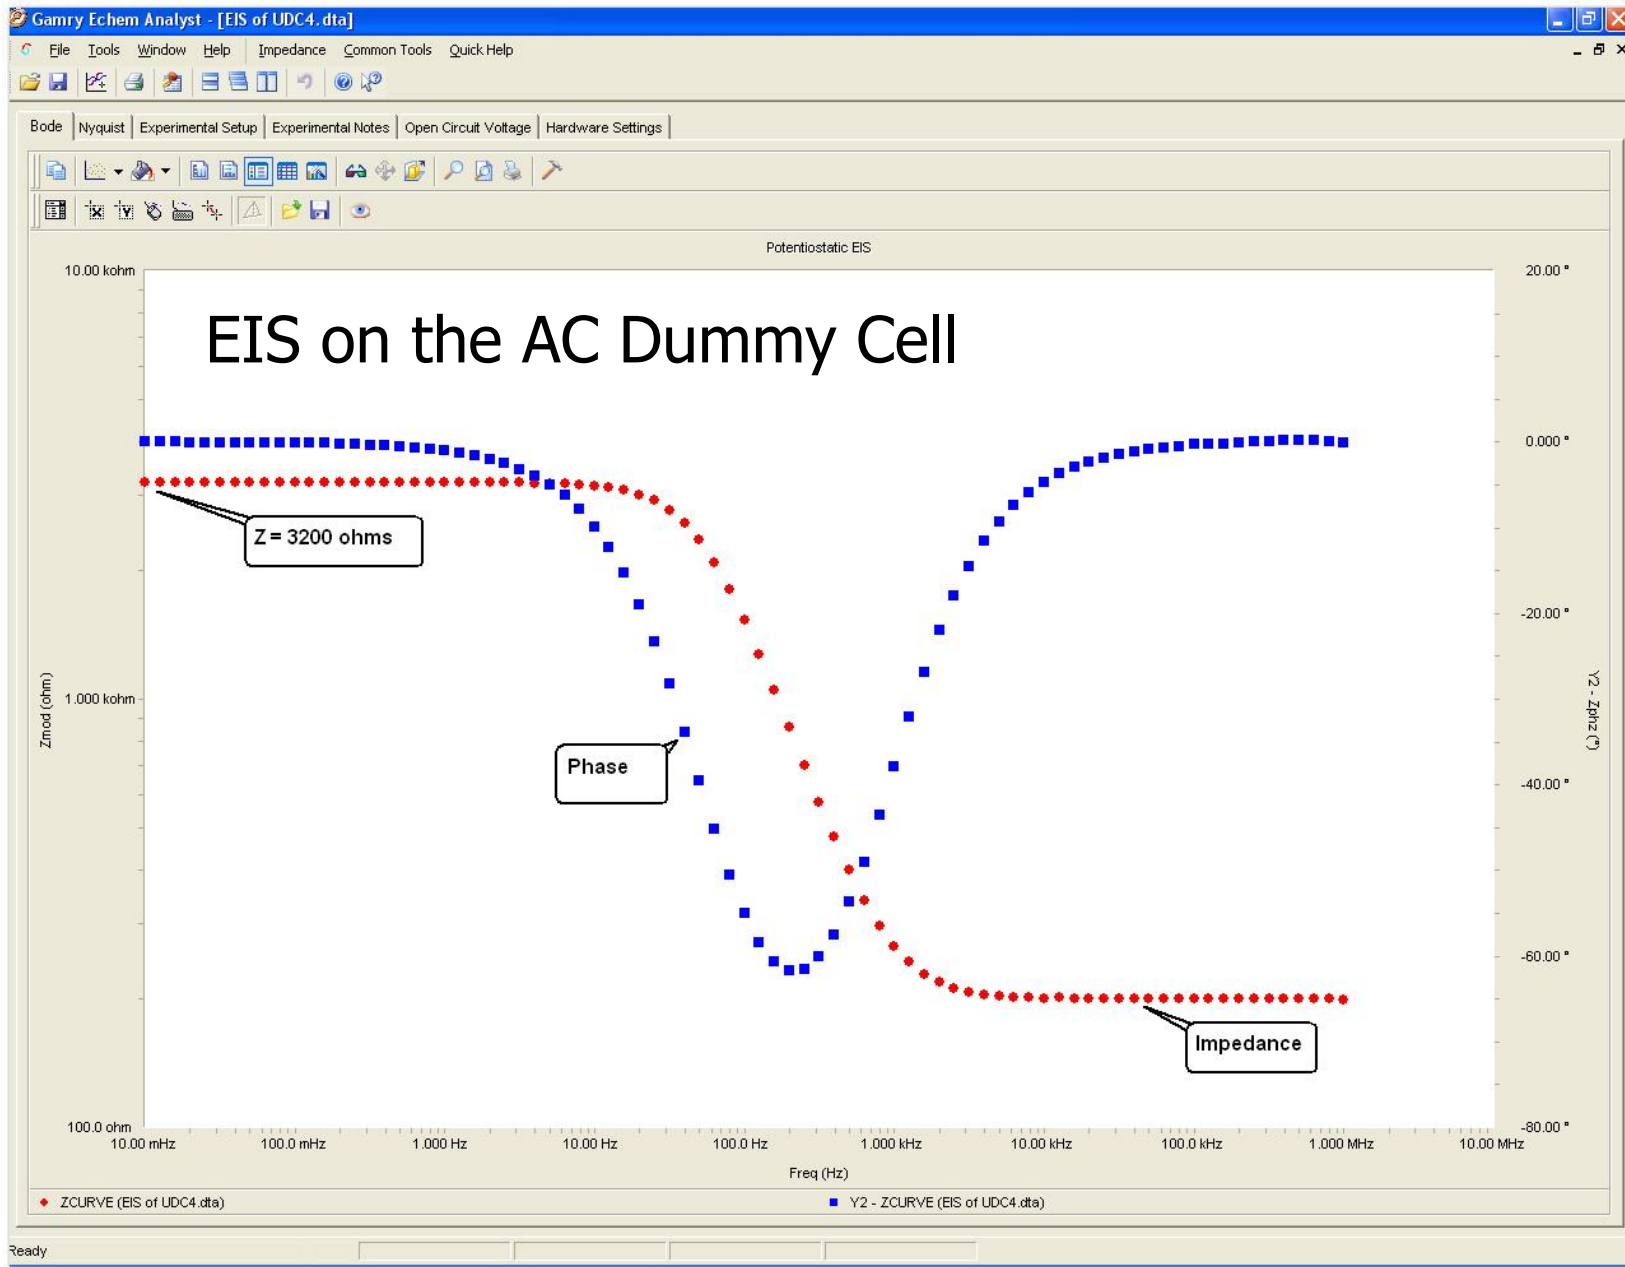 Gamry Echem Analyst - [EIS of UDC4.dta]
File Tools Window Help Impedance Common Tools Quick Help
Bode Nyquist Experimental Setup Experimental Notes Open Circuit Voltage Hardware Settings
Potentiostatic EIS
10.00 kohm
20.00 °
EIS on the AC Dummy Cell
0.000 °
Z = 3200 ohms
-20.00 °
Zmod (ohm)
1.000 kohm
Y2 - Zphz (°)
Phase
-40.00 °
-60.00 °
Impedance
100.0 ohm
-80.00 °
10.00 mHz 100.0 mHz 1.000 Hz 10.00 Hz 100.0 Hz 1.000 kHz 10.00 kHz 100.0 kHz 1.000 MHz 10.00 MHz
Freq (Hz)
ZCURVE (EIS of UDC4.dta) Y2 - ZCURVE (EIS of UDC4.dta)
Ready